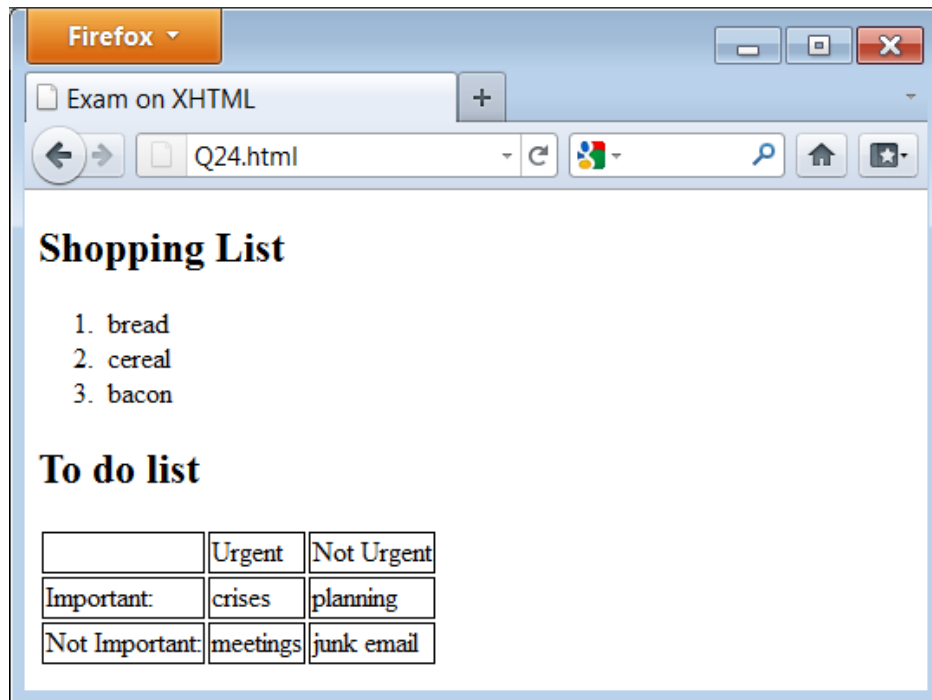 Firefox
Exam on XHTML
Q24.html
Shopping List
1. bread
2. cereal
3. bacon
To do list
Urgent Not Urgent
Important: crises planning
Not Important: meetings junk email